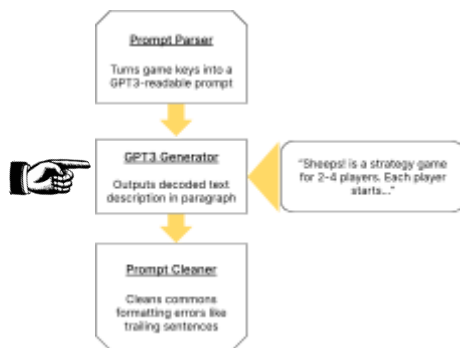 Prompt Parser
Turns game keys into a
GPT3-readable prompt
GPT3 Generator
Outputs decoded text
description in paragraph
"Sheeps! is a strategy game
for 2-4 players. Each player
starts..."
Prompt Cleaner
Cleans commons
formatting errors like
trailing sentences